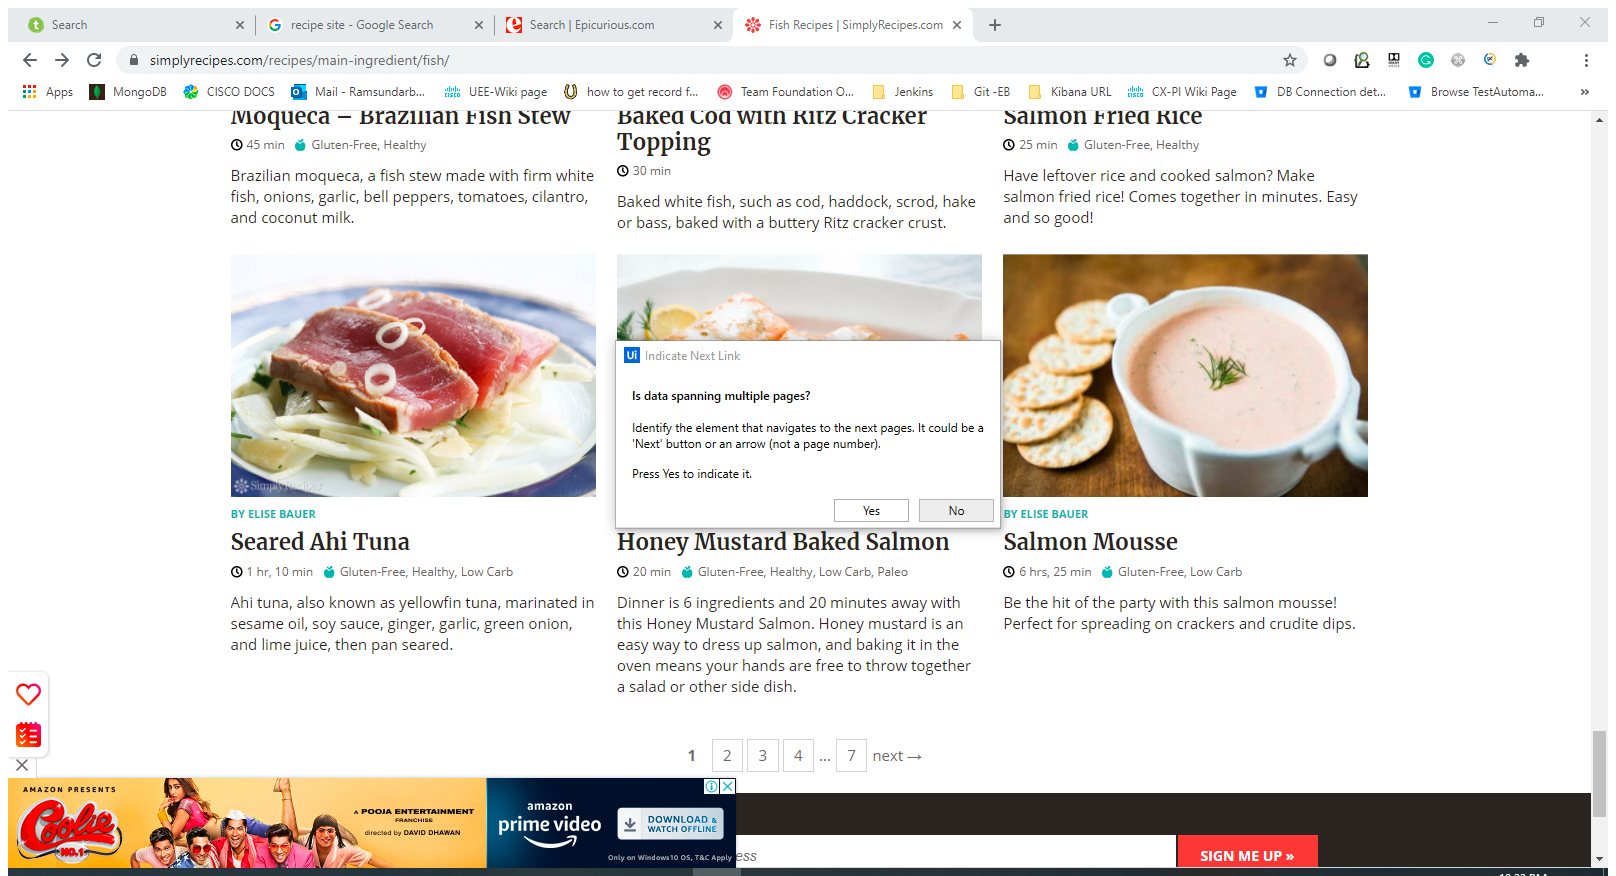 Search
recipe site - Google Search
Search | Epicurious.com
Fish Recipes | SimplyRecipes.com
simplyrecipes.com/recipes/main-ingredient/fish/
Apps
MongoDB
CISCO DOCS
Mail - Ramsundarb...
UEE-Wiki page
how to get record f...
Team Foundation O...
Jenkins
Git -EB
Kibana URL
CX-PI Wiki Page
DB Connection det...
Browse TestAutoma...
»
Moqueca – Brazilian Fish Stew
45 min Gluten-Free, Healthy
Brazilian moqueca, a fish stew made with firm white
fish, onions, garlic, bell peppers, tomatoes, cilantro,
and coconut milk.
Baked Cod with Ritz Cracker
Topping
30 min
Baked white fish, such as cod, haddock, scrod, hake
or bass, baked with a buttery Ritz cracker crust.
Salmon Fried Rice
25 min Gluten-Free, Healthy
Have leftover rice and cooked salmon? Make
salmon fried rice! Comes together in minutes. Easy
and so good!
SimplyRecipes
BY ELISE BAUER
Seared Ahi Tuna
1 hr, 10 min Gluten-Free, Healthy, Low Carb
Ahi tuna, also known as yellowfin tuna, marinated in
sesame oil, soy sauce, ginger, garlic, green onion,
and lime juice, then pan seared.
Ui Indicate Next Link
Is data spanning multiple pages?
Identify the element that navigates to the next pages. It could be a
'Next' button or an arrow (not a page number).
Press Yes to indicate it.
Yes
No
Honey Mustard Baked Salmon
20 min Gluten-Free, Healthy, Low Carb, Paleo
Dinner is 6 ingredients and 20 minutes away with
this Honey Mustard Salmon. Honey mustard is an
easy way to dress up salmon, and baking it in the
oven means your hands are free to throw together
a salad or other side dish.
BY ELISE BAUER
Salmon Mousse
6 hrs, 25 min Gluten-Free, Low Carb
Be the hit of the party with this salmon mousse!
Perfect for spreading on crackers and crudite dips.
1 2 3 4 ... 7 next →
AMAZON PRESENTS
Coolie
NO.1
A POOJA ENTERTAINMENT
FRANCHISE
directed by DAVID DHAWAN
amazon
prime video
DOWNLOAD &
WATCH OFFLINE
Only on Windows10 OS, T&C Apply
ess
SIGN ME UP »